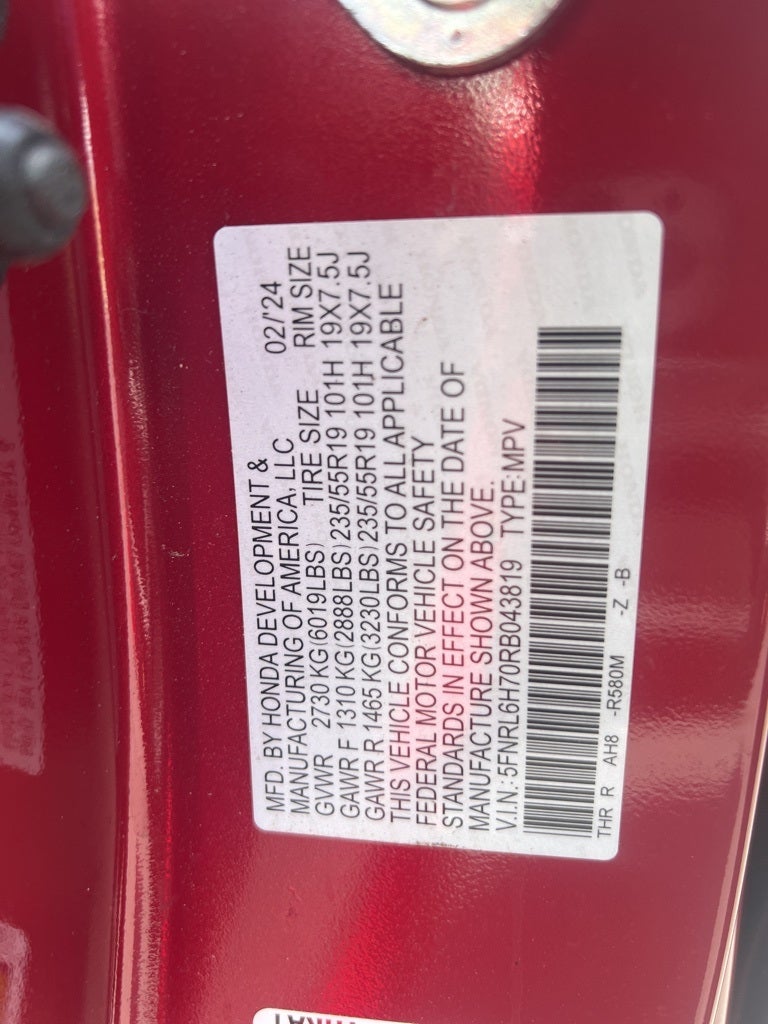 MFD. BY HONDA DEVELOPMENT &
MANUFACTURING OF AMERICA, LLC 02/'24
GVWR 2730 KG (6019LBS) TIRE SIZE RIM SIZE
GAWR F 1310 KG (2888LBS) 235/55R19 101H 19X7.5J
GAWR R 1465 KG (3230LBS) 235/55R19 101H 19X7.5J
THIS VEHICLE CONFORMS TO ALL APPLICABLE
FEDERAL MOTOR VEHICLE SAFETY
STANDARDS IN EFFECT ON THE DATE OF
MANUFACTURE SHOWN ABOVE.
V.I.N.: 5FNRL6H70RB043819 TYPE: MPV
THR R AH8 -R580M -Z -B